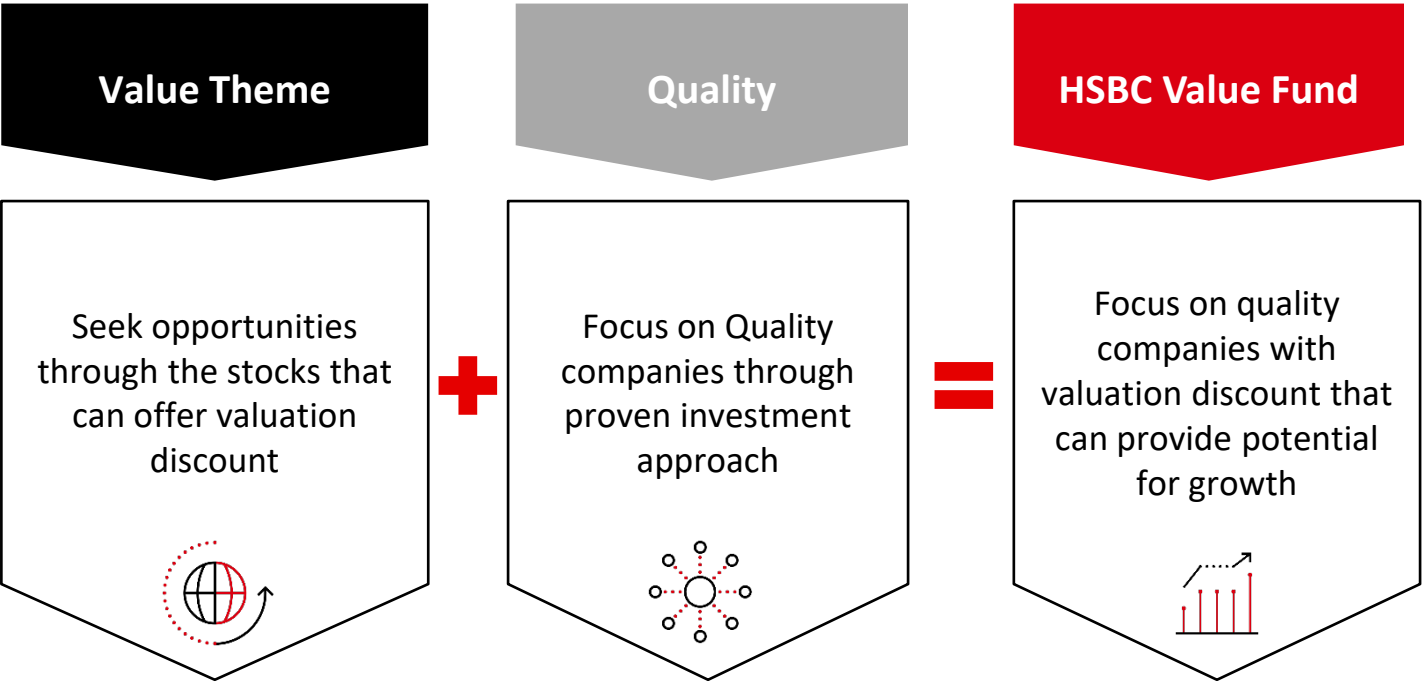 Value Theme
Quality
HSBC Value Fund
Seek opportunities
through the stocks that
can offer valuation
discount
Focus on Quality
companies through
proven investment
approach
Focus on quality
companies with
valuation discount that
can provide potential
for growth